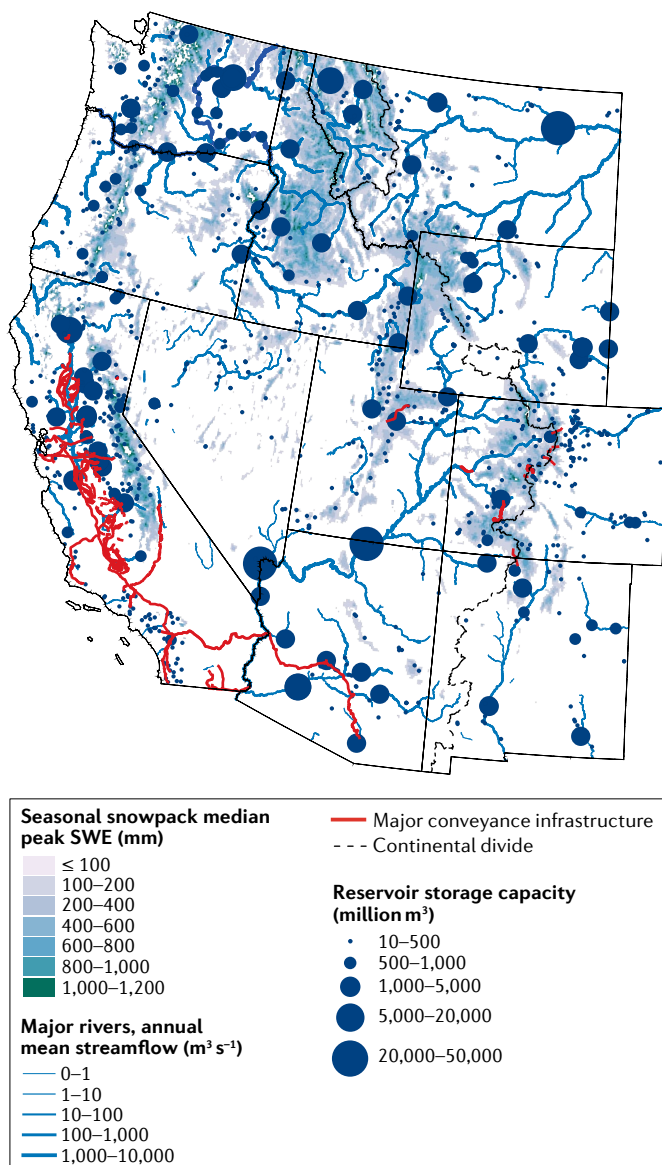 Seasonal snowpack median
peak SWE (mm)
≤ 100
100–200
200–400
400–600
600–800
800–1,000
1,000–1,200
Major rivers, annual
mean streamflow (m³ s⁻¹)
0–1
1–10
10–100
100–1,000
1,000–10,000
Major conveyance infrastructure
Continental divide
Reservoir storage capacity
(million m³)
10–500
500–1,000
1,000–5,000
5,000–20,000
20,000–50,000